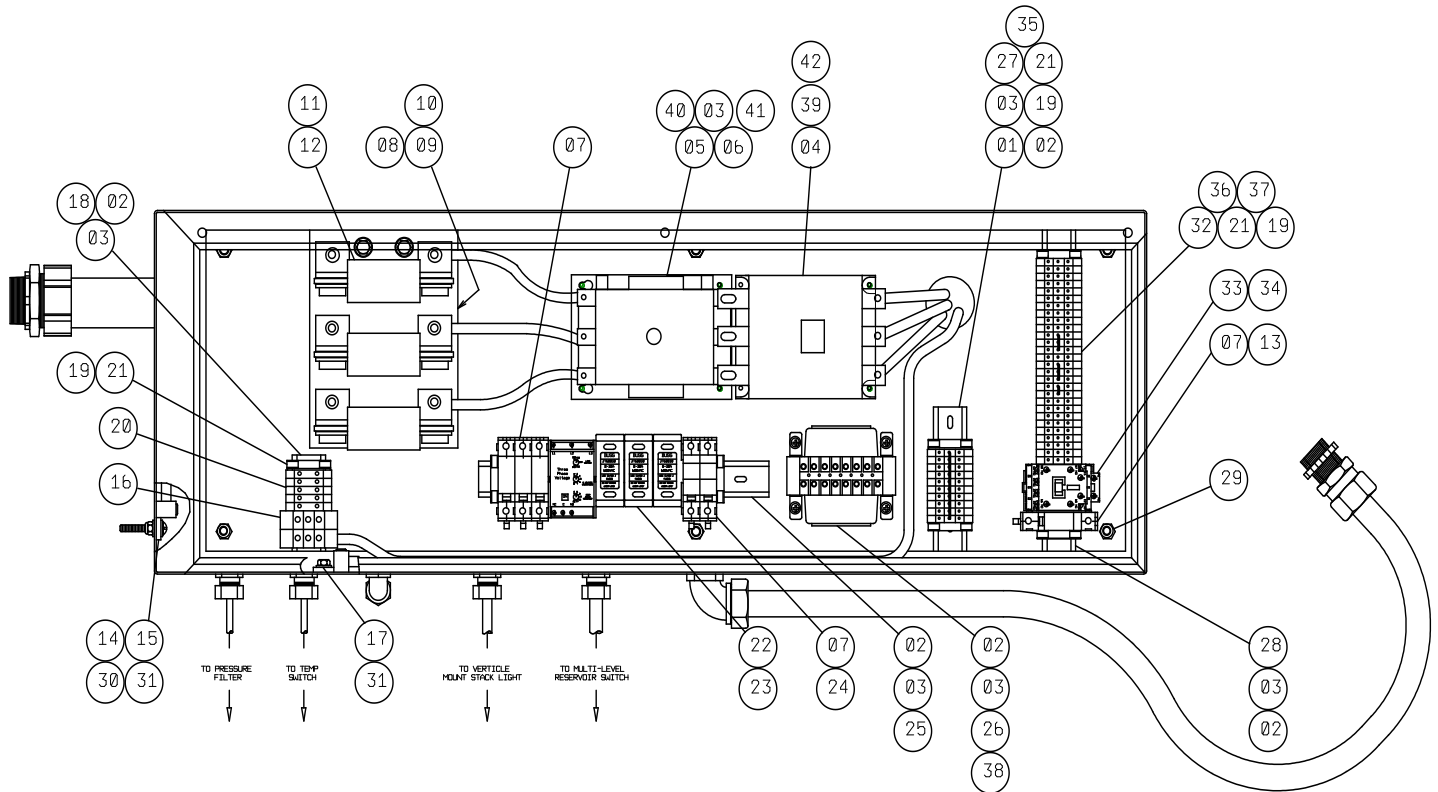 35
42 27 21
11 10 40 03 41 39 03 19
12 08 09 07 05 06 04 01 02
18 02 36 37
03 32 21 19
33 34
07 13
19 21
20
16 29
14 15 17 22 07 02 02 28
30 31 31 23 24 03 03 03
25 26 02
38
TO PRESSURE
FILTER
TO TEMP
SWITCH
TO VERTICLE
MOUNT STACK LIGHT
TO MULTI-LEVEL
RESERVOIR SWITCH
Three
Phase
Voltage